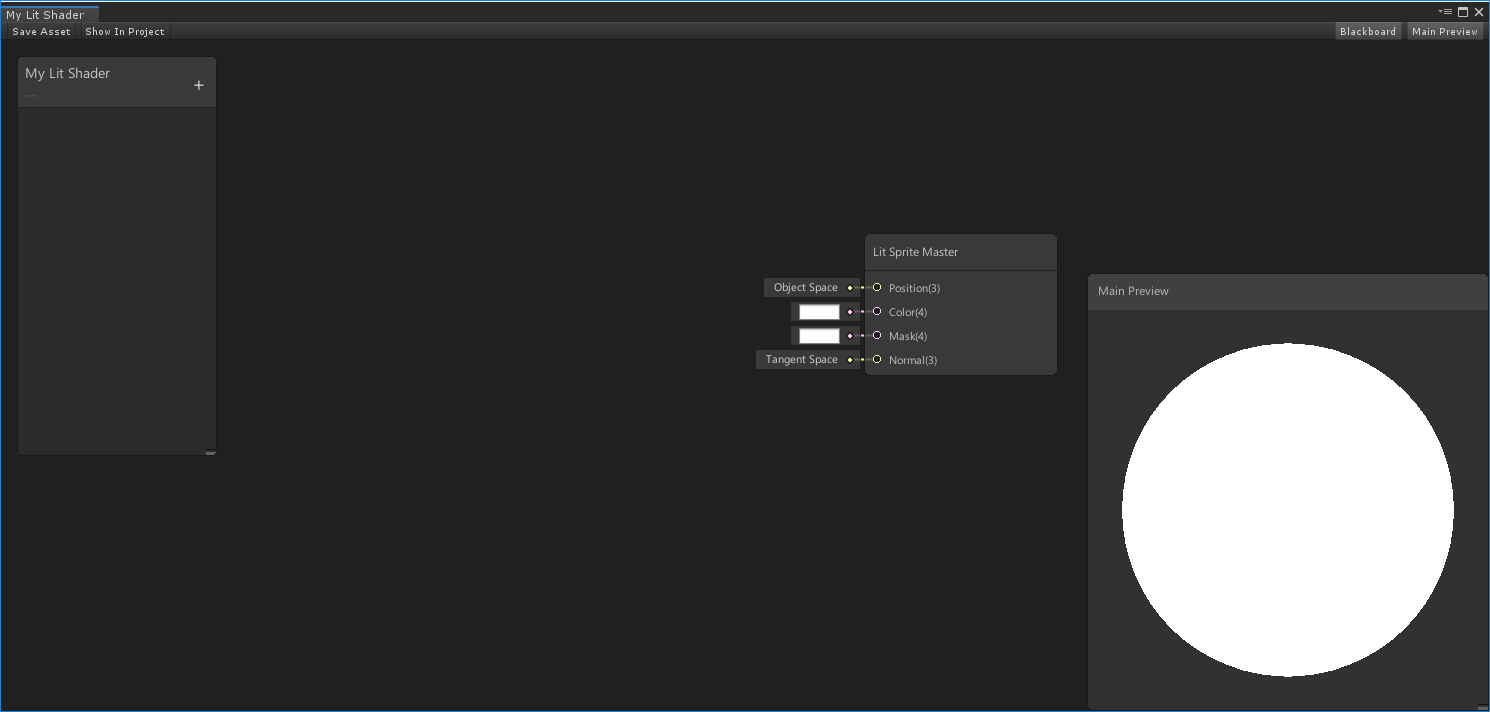 My Lit Shader
Save Asset
Show In Project
Blackboard
Main Preview
My Lit Shader
Lit Sprite Master
Object Space
Position(3)
Color(4)
Mask(4)
Tangent Space
Normal(3)
Main Preview